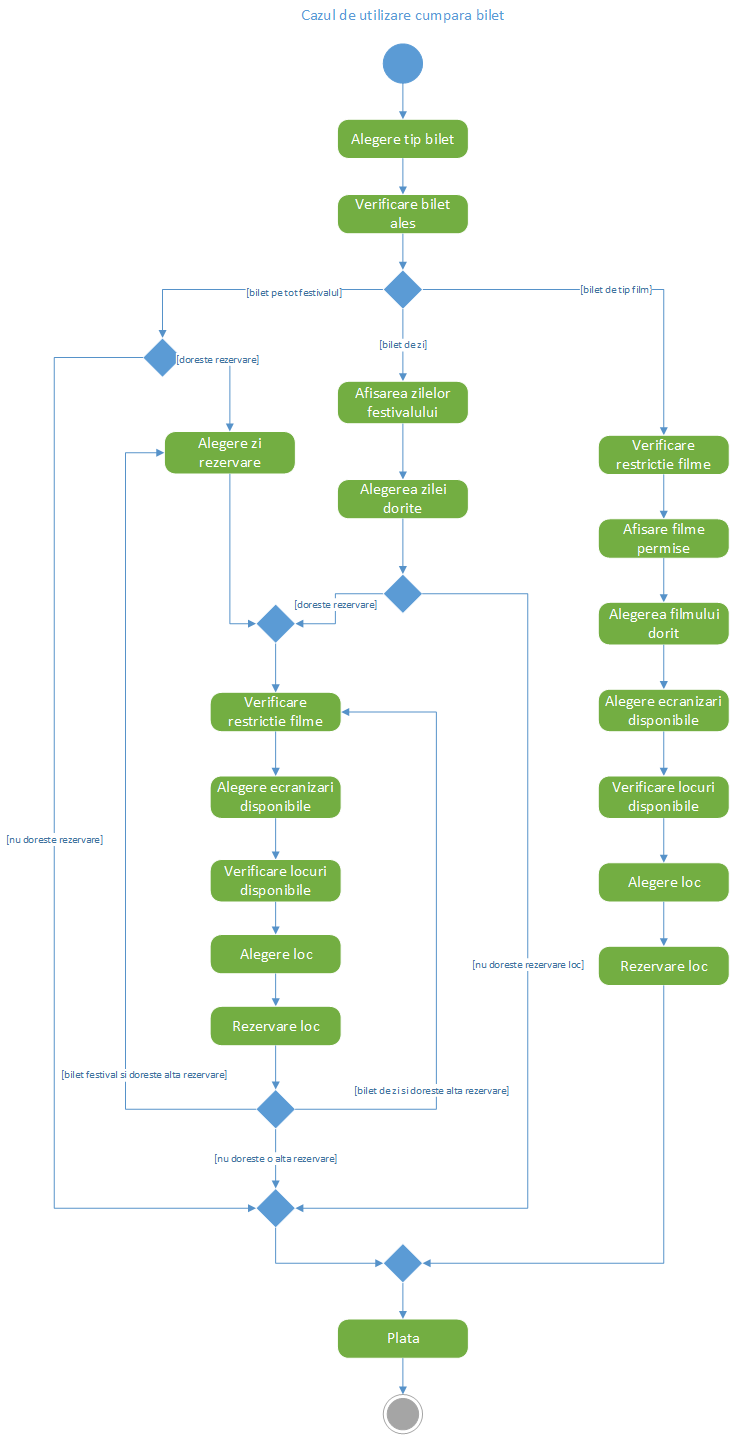 Cazul de utilizare cumpara bilet
Alegere tip bilet
Verificare bilet
ales
[bilet pe tot festivalul]
[bilet de tip film}
[bilet de zi]
[doreste rezervare]
Afisarea zilelor
festivalului
Alegere zi
rezervare
Verificare
restrictie filme
Alegerea zilei
dorite
Afisare filme
permise
[doreste rezervare]
Alegerea filmului
dorit
Verificare
restrictie filme
Alegere ecranizari
disponibile
Alegere ecranizari
disponibile
Verificare locuri
disponibile
[nu doreste rezervare]
Verificare locuri
disponibile
Alegere loc
Alegere loc
[nu doreste rezervare loc]
Rezervare loc
Rezervare loc
[bilet festival si doreste alta rezervare]
[bilet de zi si doreste alta rezervare]
[nu doreste o alta rezervare]
Plata